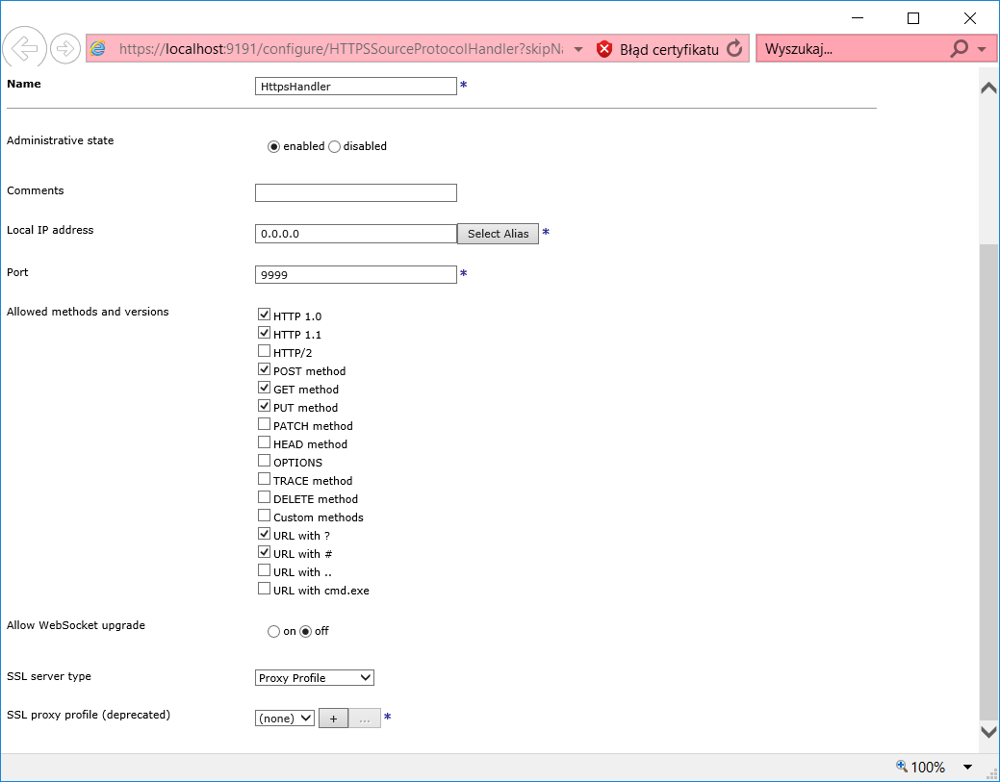 https://localhost:9191/configure/HTTPSSourceProtocolHandler?skipNa
Błąd certyfikatu
Wyszukaj...
Name HttpsHandler *
Administrative state enabled disabled
Comments
Local IP address 0.0.0.0 Select Alias *
Port 9999 *
Allowed methods and versions
HTTP 1.0
HTTP 1.1
HTTP/2
POST method
GET method
PUT method
PATCH method
HEAD method
OPTIONS
TRACE method
DELETE method
Custom methods
URL with ?
URL with #
URL with ..
URL with cmd.exe
Allow WebSocket upgrade on off
SSL server type Proxy Profile
SSL proxy profile (deprecated) (none) + ... *
100%